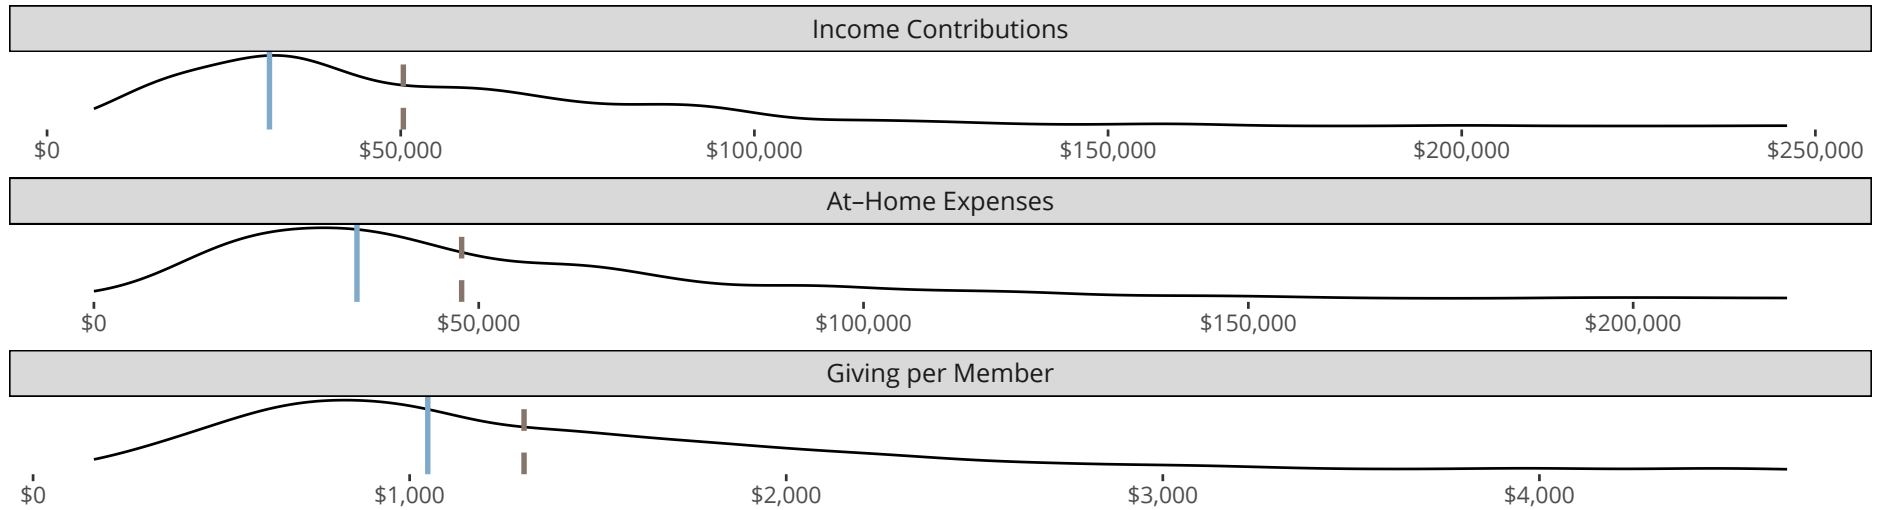 Income Contributions
$0 $50,000 $100,000 $150,000 $200,000 $250,000
At–Home Expenses
$0 $50,000 $100,000 $150,000 $200,000
Giving per Member
$0 $1,000 $2,000 $3,000 $4,000